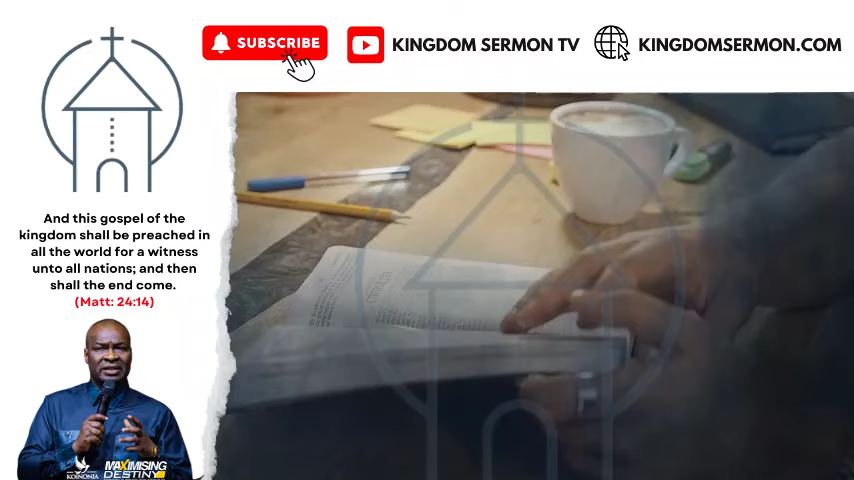 SUBSCRIBE
KINGDOM SERMON TV
KINGDOMSERMON.COM
And this gospel of the
kingdom shall be preached in
all the world for a witness
unto all nations; and then
shall the end come.
(Matt: 24:14)
KOINONIA
MAXIMISING
DESTINY